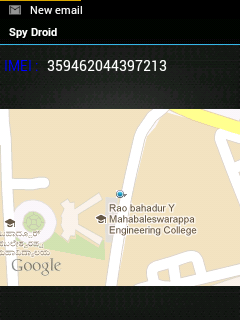 New email
Spy Droid
IMEI: 359462044397213
Rao bahadur Y
Mahabaleswarappa
Engineering College
Google